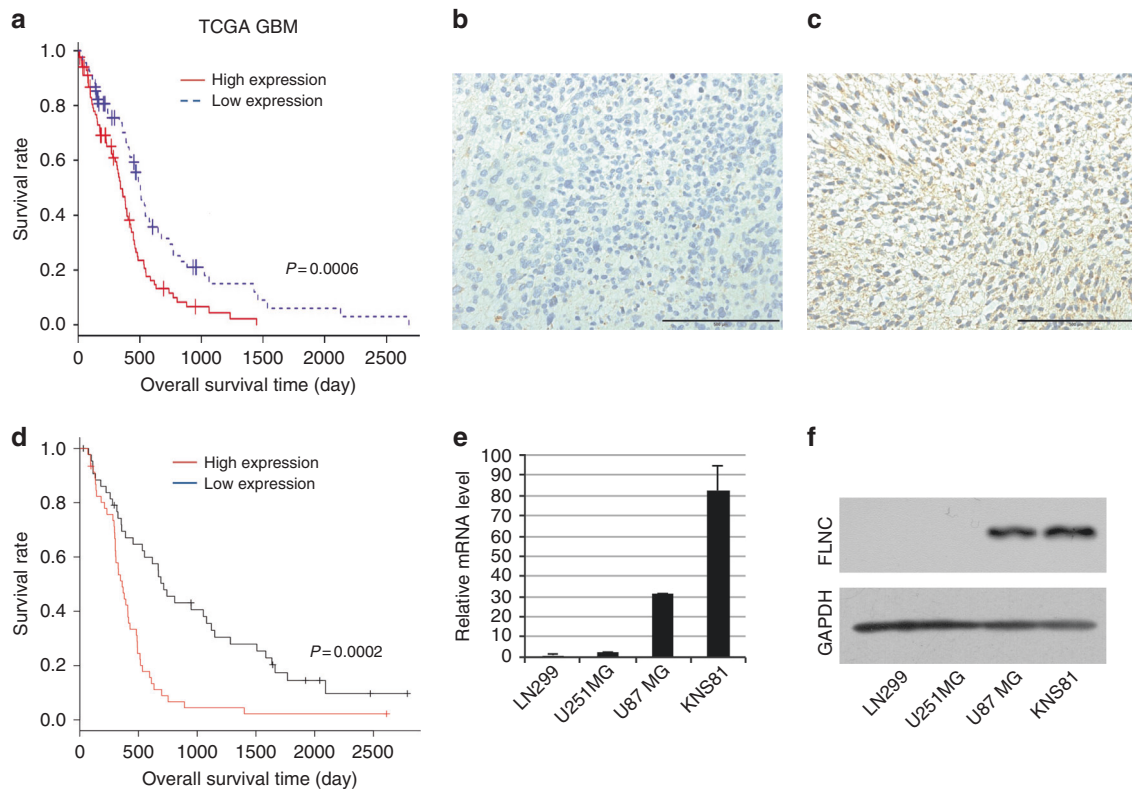 a
TCGA GBM
1.0
0.8
0.6
0.4
0.2
0.0
Survival rate
High expression
Low expression
P = 0.0006
0 500 1000 1500 2000 2500
Overall survival time (day)
b
c
d
1.0
0.8
0.6
0.4
0.2
0.0
Survival rate
High expression
Low expression
P = 0.0002
0 500 1000 1500 2000 2500
Overall survival time (day)
e
100
90
80
70
60
50
40
30
20
10
0
Relative mRNA level
LN299
U251MG
U87 MG
KNS81
f
FLNC
GAPDH
LN299
U251MG
U87 MG
KNS81